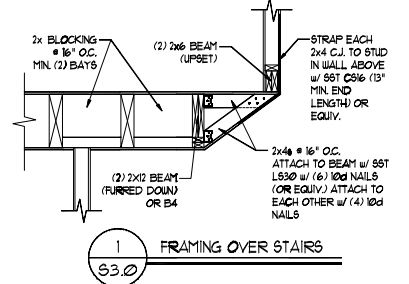 2x BLOCKING
@ 16" O.C.
MIN. (2) BAYS
(2) 2x6 BEAM
(UPSET)
STRAP EACH
2x4 C.J. TO STUD
IN WALL ABOVE
w/ SST CS16 (13"
MIN. END
LENGTH) OR
EQUIV.
(2) 2X12 BEAM
(FURRED DOWN)
OR B4
2x4s @ 16" O.C.
ATTACH TO BEAM w/ SST
LS30 w/ (6) 10d NAILS
(OR EQUIV.) ATTACH TO
EACH OTHER w/ (4) 10d
NAILS
1
S3.0
FRAMING OVER STAIRS